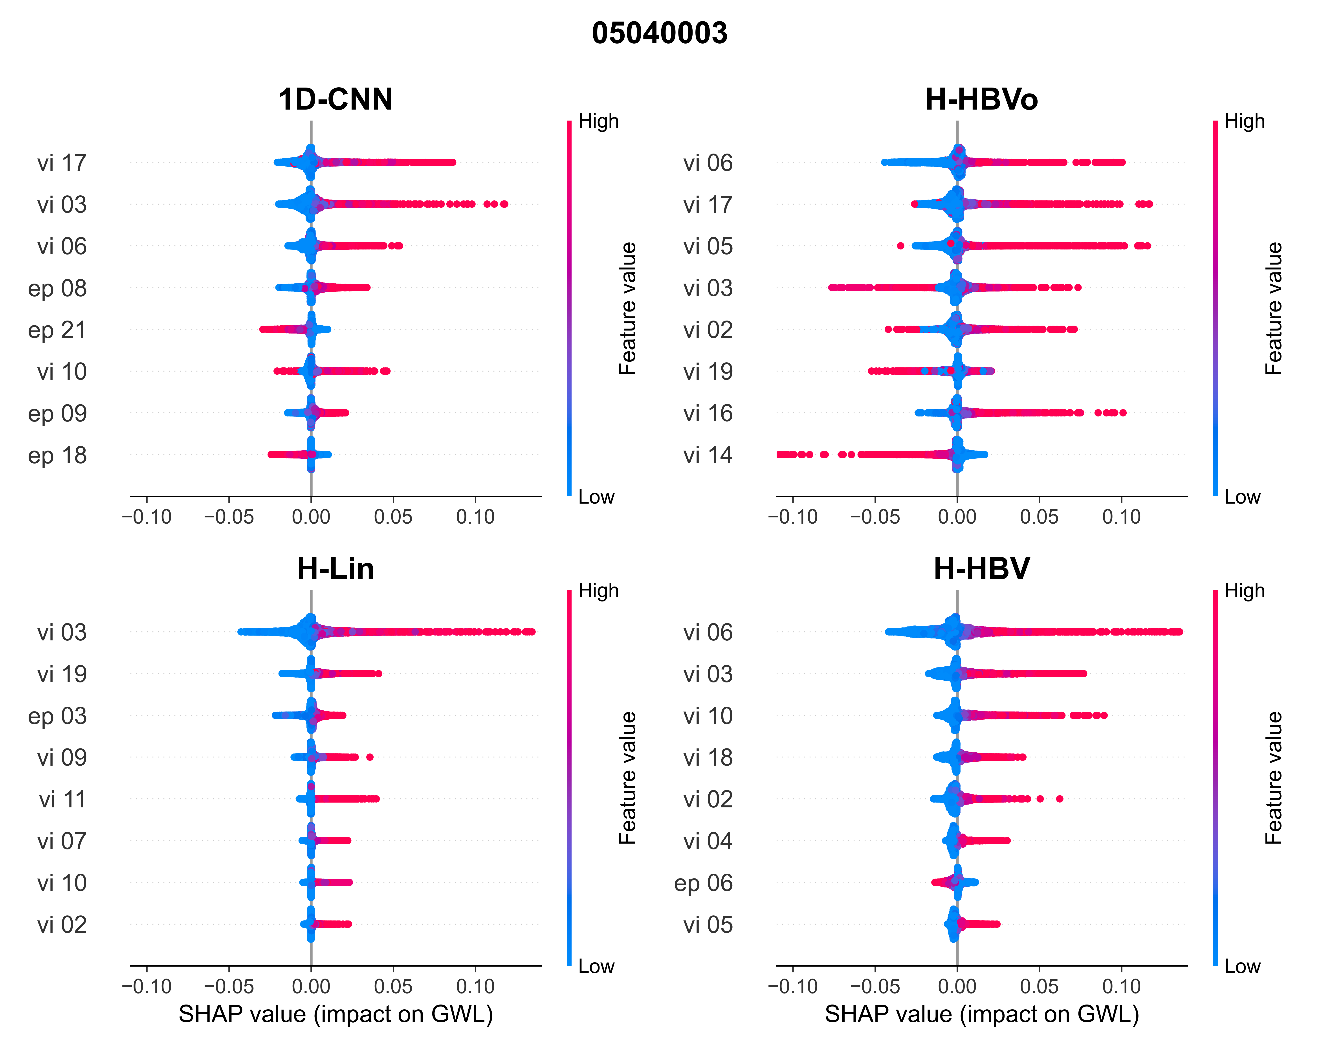 05040003
1D-CNN
vi 17
vi 03
vi 06
ep 08
ep 21
vi 10
ep 09
ep 18
−0.10 −0.05 0.00 0.05 0.10
High
Feature value
Low
H-HBVo
vi 06
vi 17
vi 05
vi 03
vi 02
vi 19
vi 16
vi 14
−0.10 −0.05 0.00 0.05 0.10
High
Feature value
Low
H-Lin
vi 03
vi 19
ep 03
vi 09
vi 11
vi 07
vi 10
vi 02
−0.10 −0.05 0.00 0.05 0.10
SHAP value (impact on GWL)
High
Feature value
Low
H-HBV
vi 06
vi 03
vi 10
vi 18
vi 02
vi 04
ep 06
vi 05
−0.10 −0.05 0.00 0.05 0.10
SHAP value (impact on GWL)
High
Feature value
Low